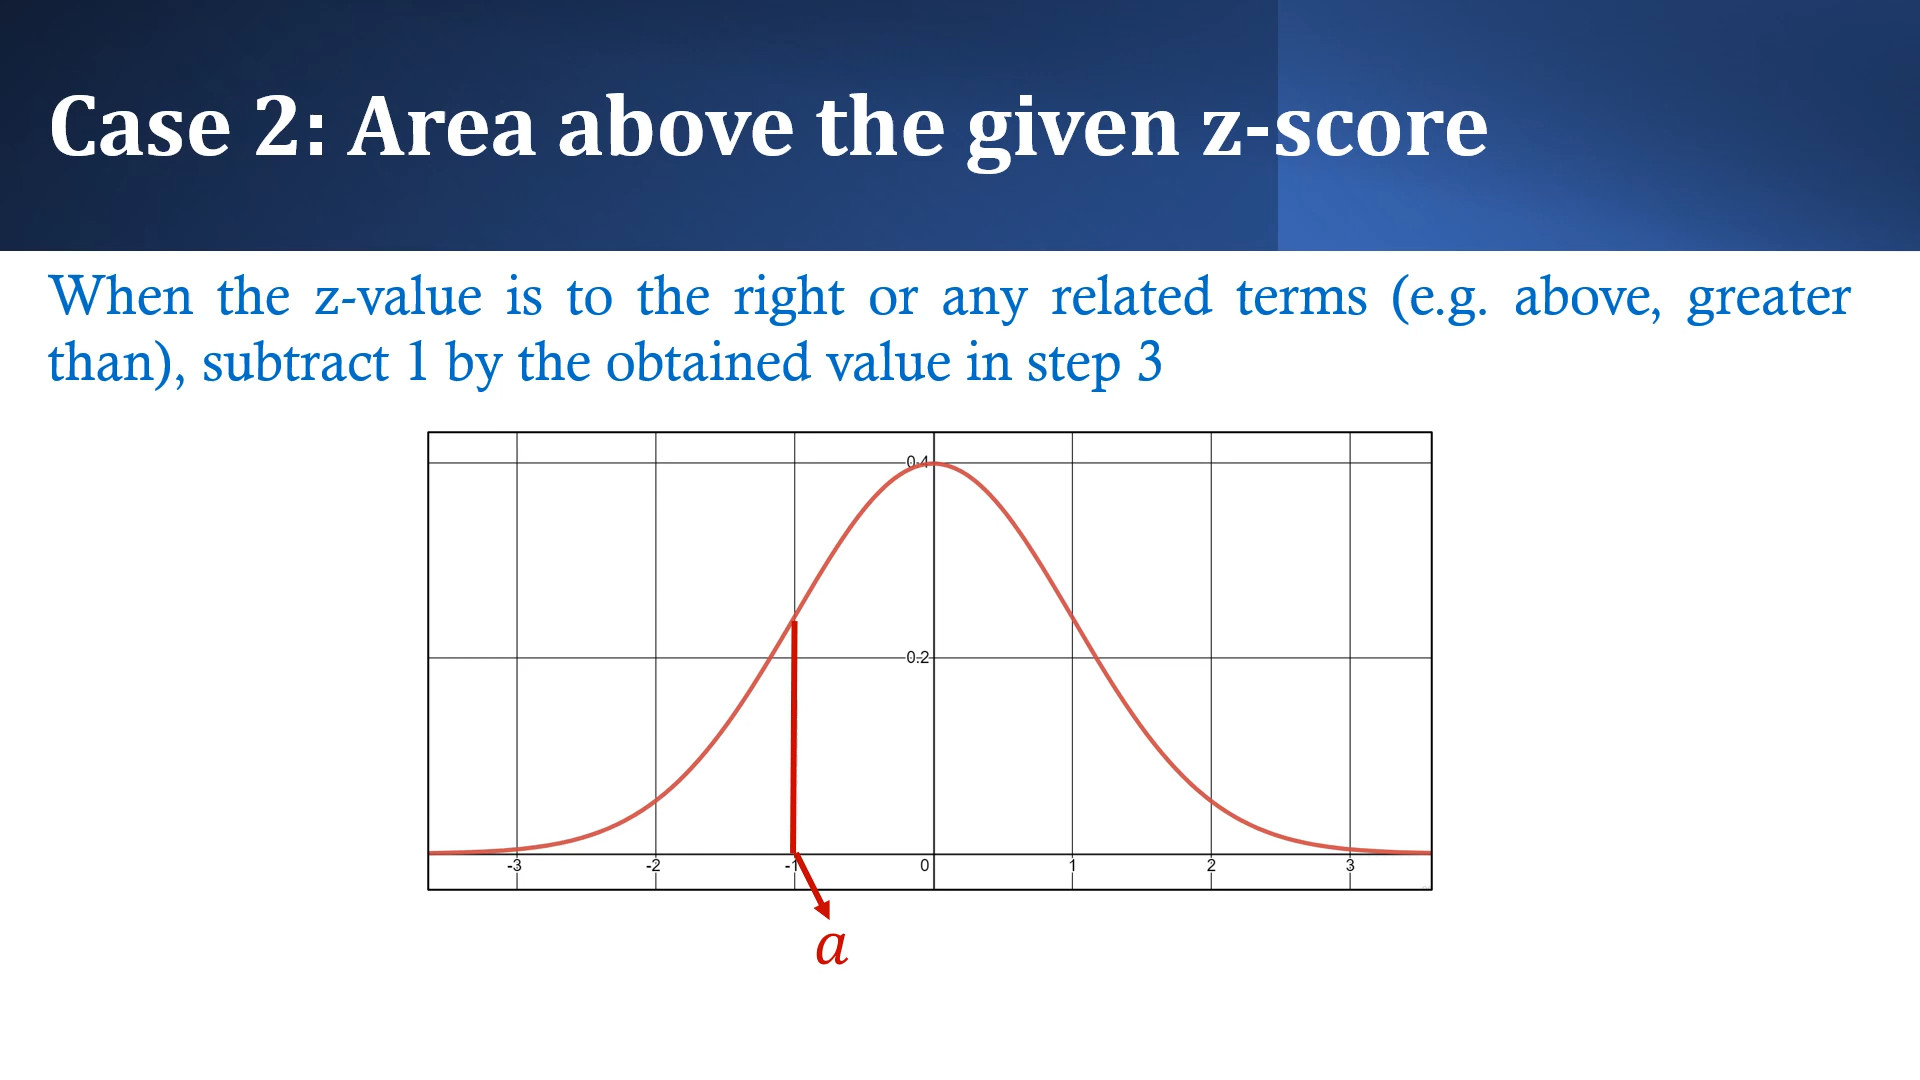 Case 2: Area above the given z-score
When the z-value is to the right or any related terms (e.g. above, greater
than), subtract 1 by the obtained value in step 3
0.4
0.2
-3 -2 -1 0 1 2 3
a